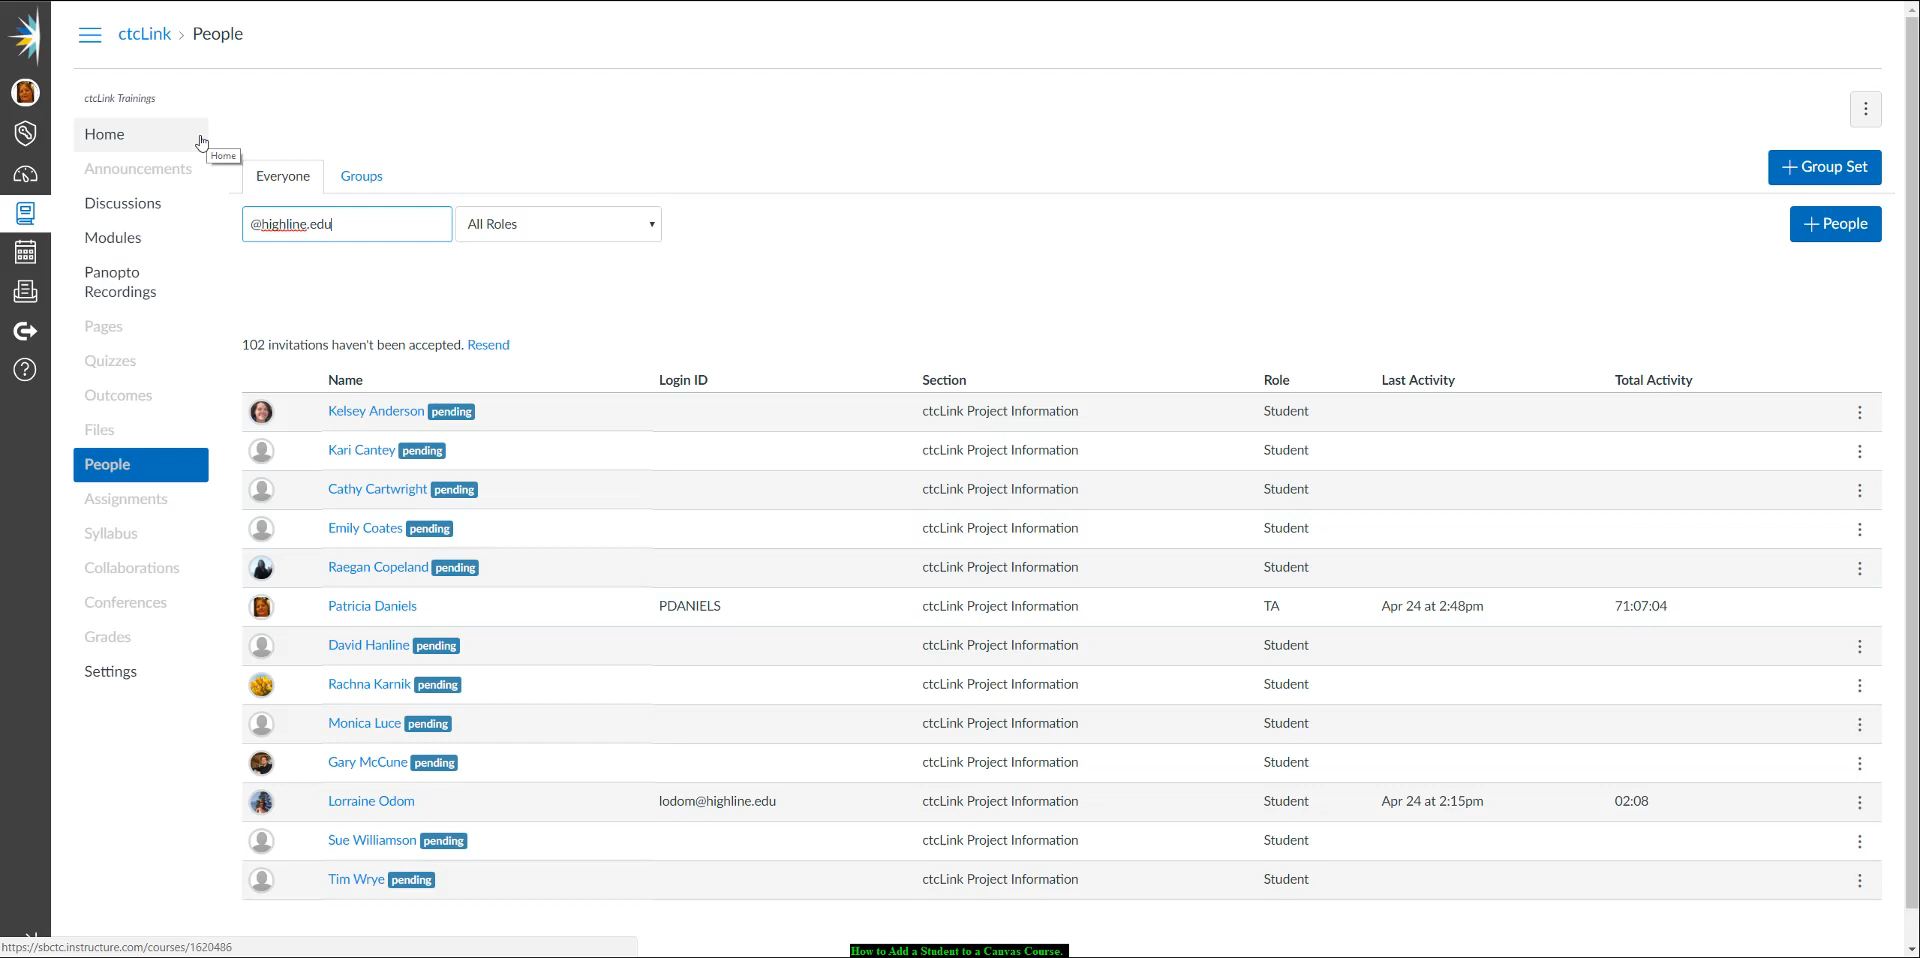 ctcLink › People
ctcLink Trainings
Home
Home
Announcements
Discussions
Modules
Panopto
Recordings
Pages
Quizzes
Outcomes
Files
People
Assignments
Syllabus
Collaborations
Conferences
Grades
Settings
Everyone Groups
+ Group Set
@highline.edu All Roles
+ People
102 invitations haven't been accepted. Resend
Name Login ID Section Role Last Activity Total Activity
Kelsey Anderson pending ctcLink Project Information Student
Kari Cantey pending ctcLink Project Information Student
Cathy Cartwright pending ctcLink Project Information Student
Emily Coates pending ctcLink Project Information Student
Raegan Copeland pending ctcLink Project Information Student
Patricia Daniels PDANIELS ctcLink Project Information TA Apr 24 at 2:48pm 71:07:04
David Hanline pending ctcLink Project Information Student
Rachna Karnik pending ctcLink Project Information Student
Monica Luce pending ctcLink Project Information Student
Gary McCune pending ctcLink Project Information Student
Lorraine Odom lodom@highline.edu ctcLink Project Information Student Apr 24 at 2:15pm 02:08
Sue Williamson pending ctcLink Project Information Student
Tim Wrye pending ctcLink Project Information Student
https://sbctc.instructure.com/courses/1620486
How to Add a Student to a Canvas Course.